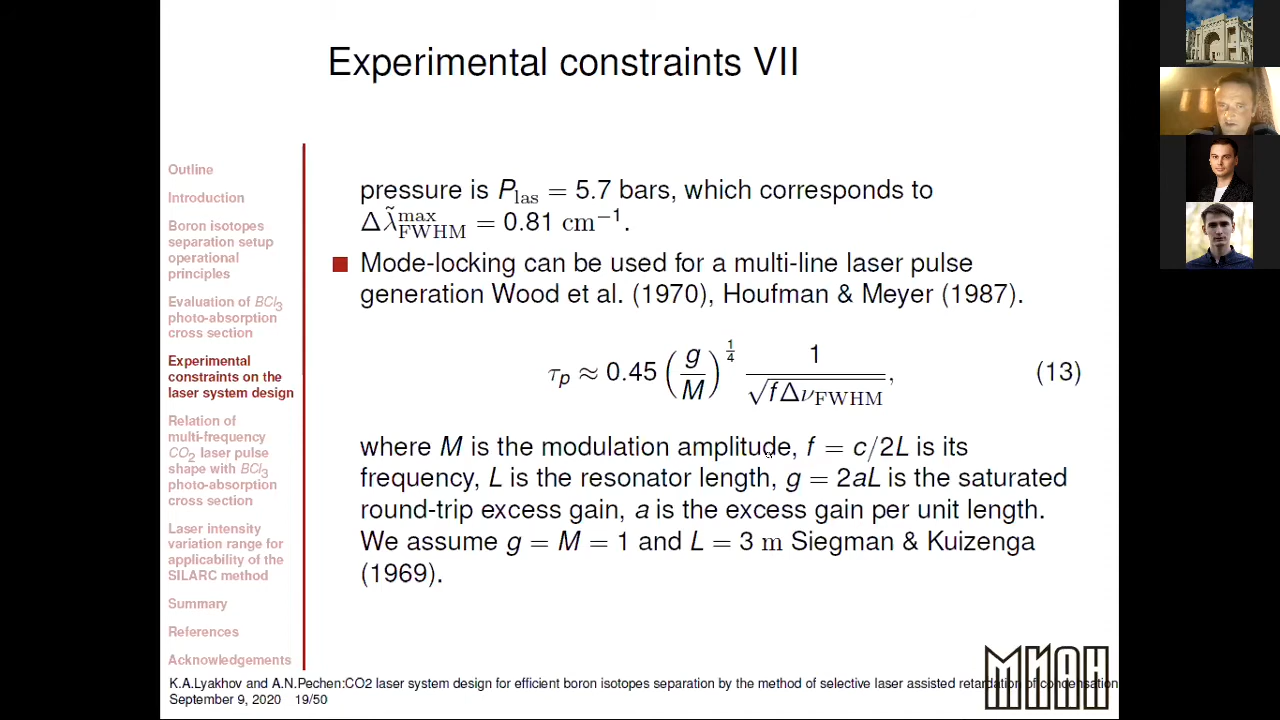 Experimental constraints VII
Outline
Introduction
Boron isotopes
separation setup
operational
principles
Evaluation of BCl₃
photo-absorption
cross section
Experimental
constraints on the
laser system design
Relation of
multi-frequency
CO₂ laser pulse
shape with BCl₃
photo-absorption
cross section
Laser intensity
variation range for
applicability of the
SILARC method
Summary
References
Acknowledgements
pressure is P_las = 5.7 bars, which corresponds to
Δλ̃^max_FWHM = 0.81 cm⁻¹.
Mode-locking can be used for a multi-line laser pulse
generation Wood et al. (1970), Houfman & Meyer (1987).
τ_p ≈ 0.45 (g/M)^{1/4} 1/√(fΔν_FWHM), (13)
where M is the modulation amplitude, f = c/2L is its
frequency, L is the resonator length, g = 2aL is the saturated
round-trip excess gain, a is the excess gain per unit length.
We assume g = M = 1 and L = 3 m Siegman & Kuizenga
(1969).
K.A.Lyakhov and A.N.Pechen:CO2 laser system design for efficient boron isotopes separation by the method of selective laser assisted retardation of condensation
September 9, 2020 19/50
МИАН